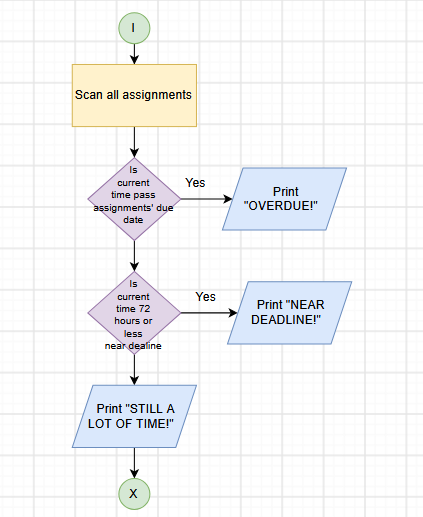 I
Scan all assignments
Is
current
time pass
assignments' due
date
Yes
Print
"OVERDUE!"
Is
current
time 72
hours or
less
near dealine
Yes
Print "NEAR
DEADLINE!"
Print "STILL A
LOT OF TIME!"
X